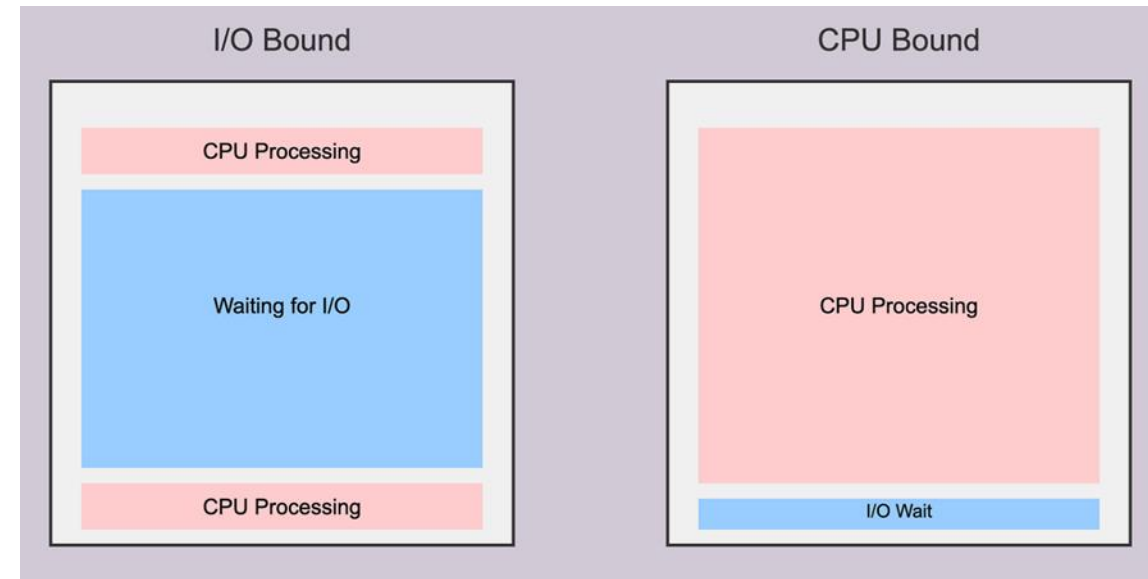 I/O Bound
CPU Processing
Waiting for I/O
CPU Processing
CPU Bound
CPU Processing
I/O Wait